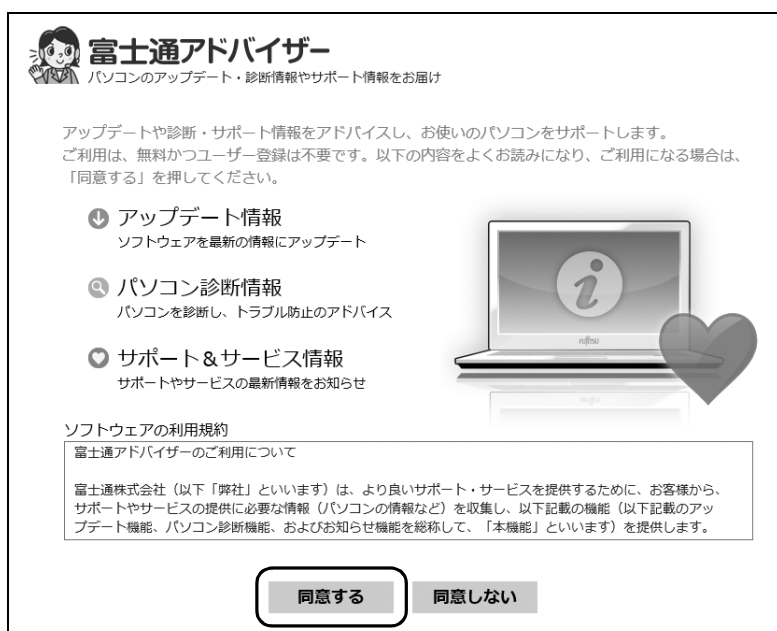 富士通アドバイザー
パソコンのアップデート・診断情報やサポート情報をお届け
アップデートや診断・サポート情報をアドバイスし、お使いのパソコンをサポートします。
ご利用は、無料かつユーザー登録は不要です。以下の内容をよくお読みになり、ご利用になる場合は、
「同意する」を押してください。
アップデート情報
ソフトウェアを最新の情報にアップデート
パソコン診断情報
パソコンを診断し、トラブル防止のアドバイス
サポート&サービス情報
サポートやサービスの最新情報をお知らせ
FUJITSU
ソフトウェアの利用規約
富士通アドバイザーのご利用について
富士通株式会社（以下「弊社」といいます）は、より良いサポート・サービスを提供するために、お客様から、
サポートやサービスの提供に必要な情報（パソコンの情報など）を収集し、以下記載の機能（以下記載のアッ
プデート機能、パソコン診断機能、およびお知らせ機能を総称して、「本機能」といいます）を提供します。
同意する 同意しない